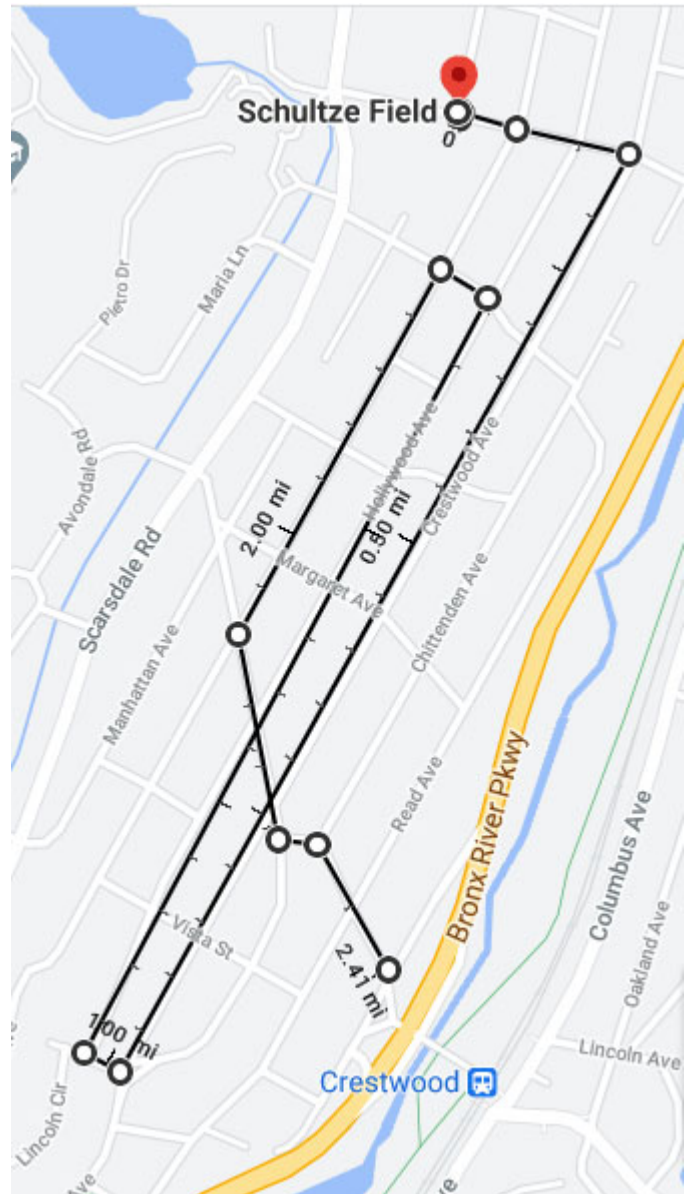 Schultze Field
0
Maria Ln
Pietro Dr
Avondale Rd
Hollywood Ave
Crestwood Ave
2.00 mi
0.50 mi
Margaret Ave
Scarsdale Rd
Chittenden Ave
Manhattan Ave
Read Ave
Bronx River Pkwy
Columbus Ave
Vista St
2.41 mi
Oakland Ave
1.00 mi
Lincoln Ave
Crestwood
Lincoln Cir
Ave